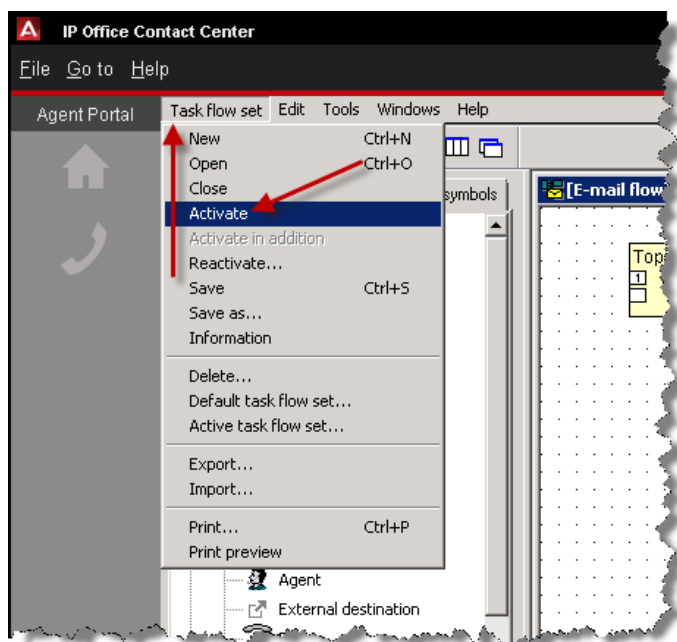 IP Office Contact Center
File Go to Help
Agent Portal
Task flow set Edit Tools Windows Help
New Ctrl+N
Open Ctrl+O
Close
Activate
Activate in addition
Reactivate...
Save Ctrl+S
Save as...
Information
Delete...
Default task flow set...
Active task flow set...
Export...
Import...
Print... Ctrl+P
Print preview
symbols
[E-mail flow
Top
1
Agent
External destination